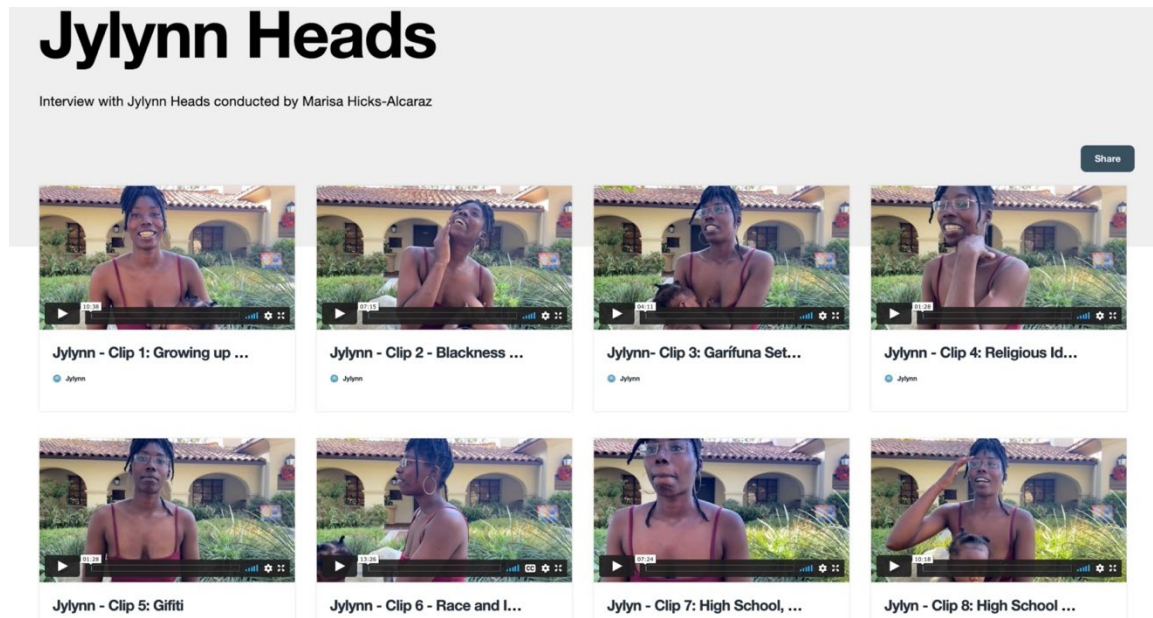 Jylynn Heads
Interview with Jylynn Heads conducted by Marisa Hicks-Alcaraz
Share
10:38
07:15
04:11
01:28
Jylynn - Clip 1: Growing up ...
Jylynn - Clip 2 - Blackness ...
Jylynn- Clip 3: Garífuna Set...
Jylynn - Clip 4: Religious Id...
Jylynn
Jylynn
Jylynn
Jylynn
01:28
13:26
CC
07:24
10:18
Jylynn - Clip 5: Gifiti
Jylynn - Clip 6 - Race and I...
Jylyn - Clip 7: High School, ...
Jylyn - Clip 8: High School ...